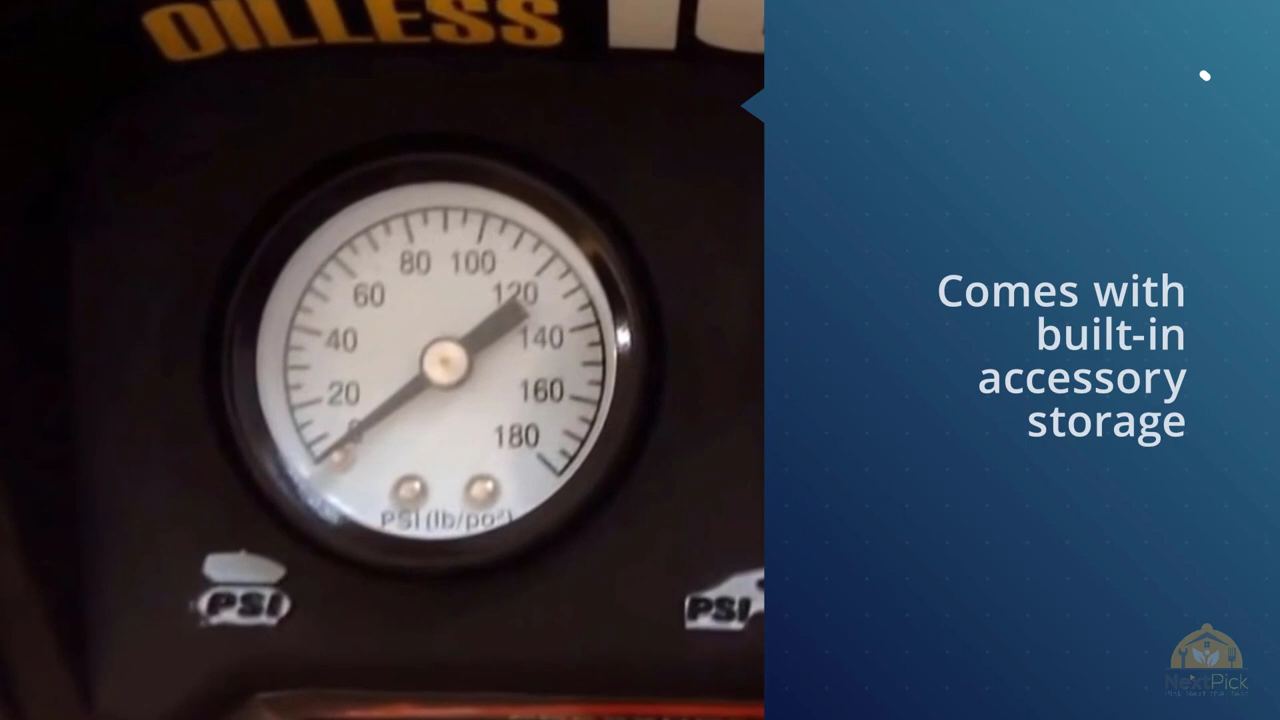 OILLESS
80 100
60 120
40 140
20 160
0 180
PSI (lb/po²)
PSI
PSI
Comes with
built-in
accessory
storage
NextPick